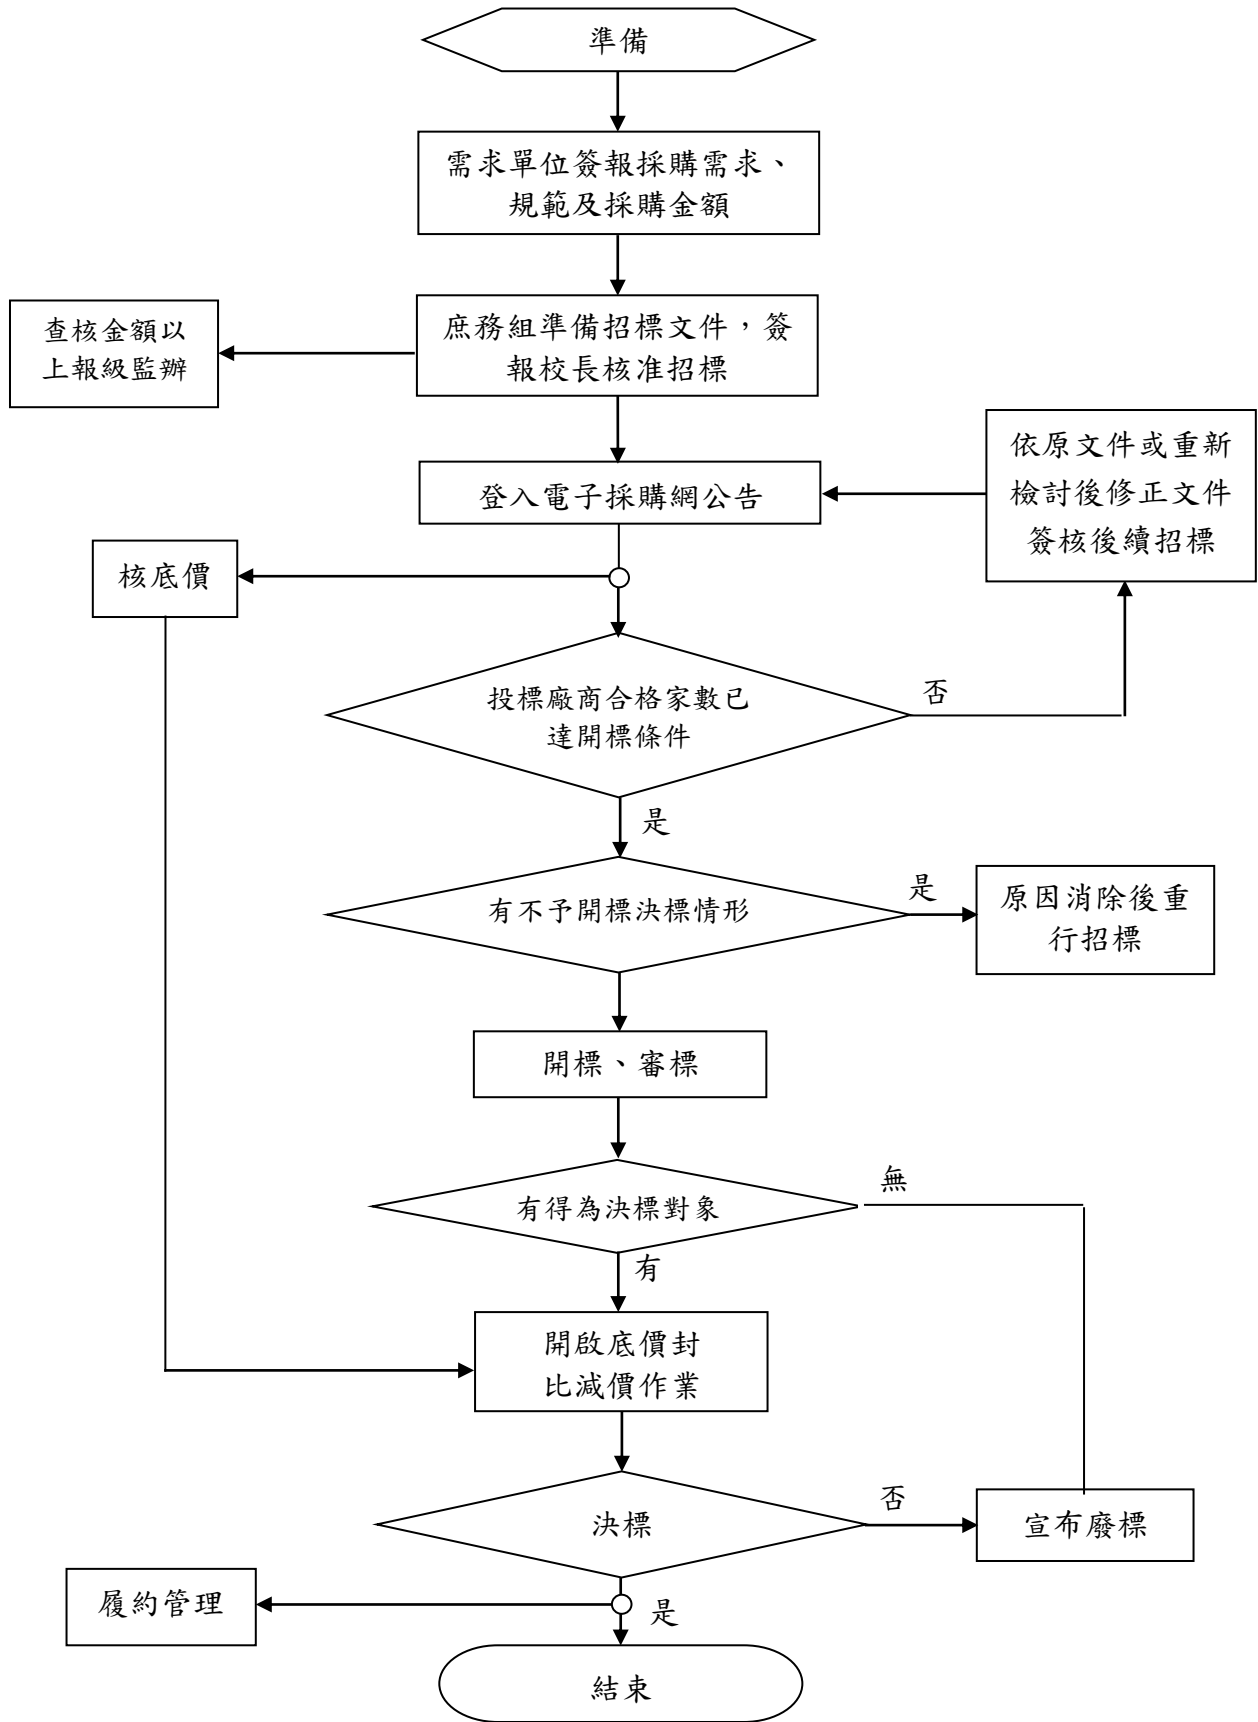 準備
需求單位簽報採購需求、
規範及採購金額
查核金額以
上報級監辦
庶務組準備招標文件，簽
報校長核准招標
依原文件或重新
檢討後修正文件
簽核後續招標
登入電子採購網公告
核底價
投標廠商合格家數已
達開標條件
否
是
有不予開標決標情形
是
原因消除後重
行招標
開標、審標
有得為決標對象
無
有
開啟底價封
比減價作業
決標
否
宣布廢標
履約管理
是
結束